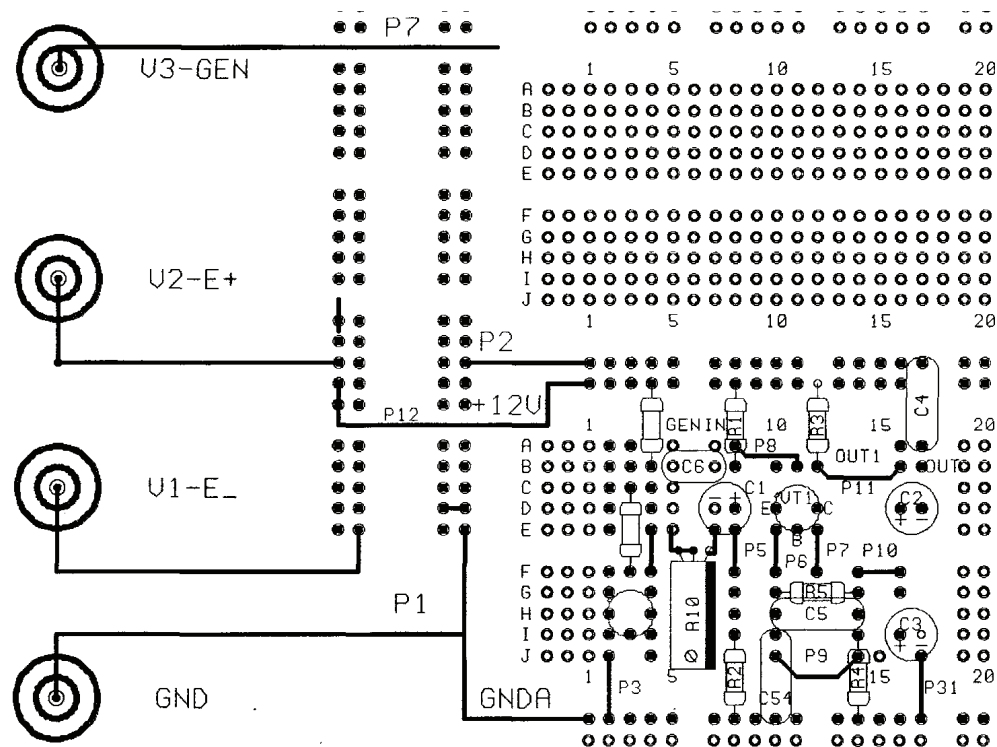 P7
V3-GEN
1 5 10 15 20
A
B
C
D
E
F
G
H
I
J
V2-E+
1 5 10 15 20
P2
+12V
P12
C4
R1
R3
1 GENIN 10 15 20
P8
A
B
C
D
E
C6
OUT1
OUT
P11
V1-E_
C1
- +
E VT1 C
B
C2
+ -
P5
P6
P7
P10
F
G
H
I
J
R10
R5
C5
C3
+ -
P1
R2
P9
R4
1 5 15 20
GND
GNDA
P3
C54
P31